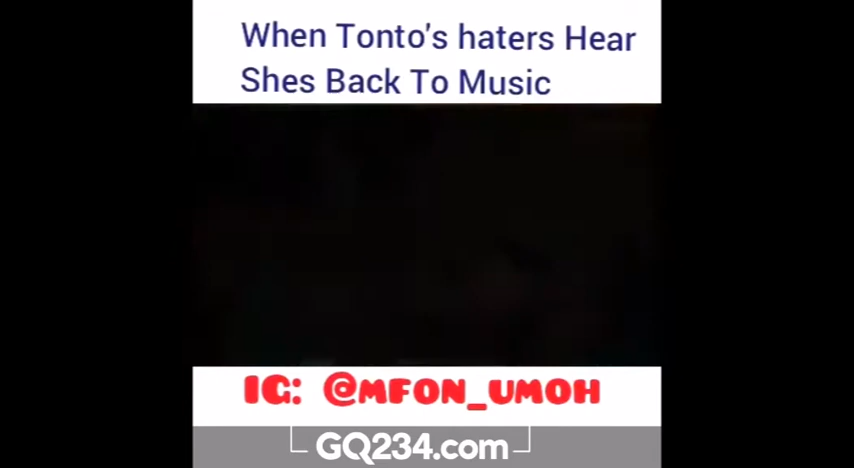 When Tonto's haters Hear
Shes Back To Music
IG: @MFON_UMOH
GQ234.com